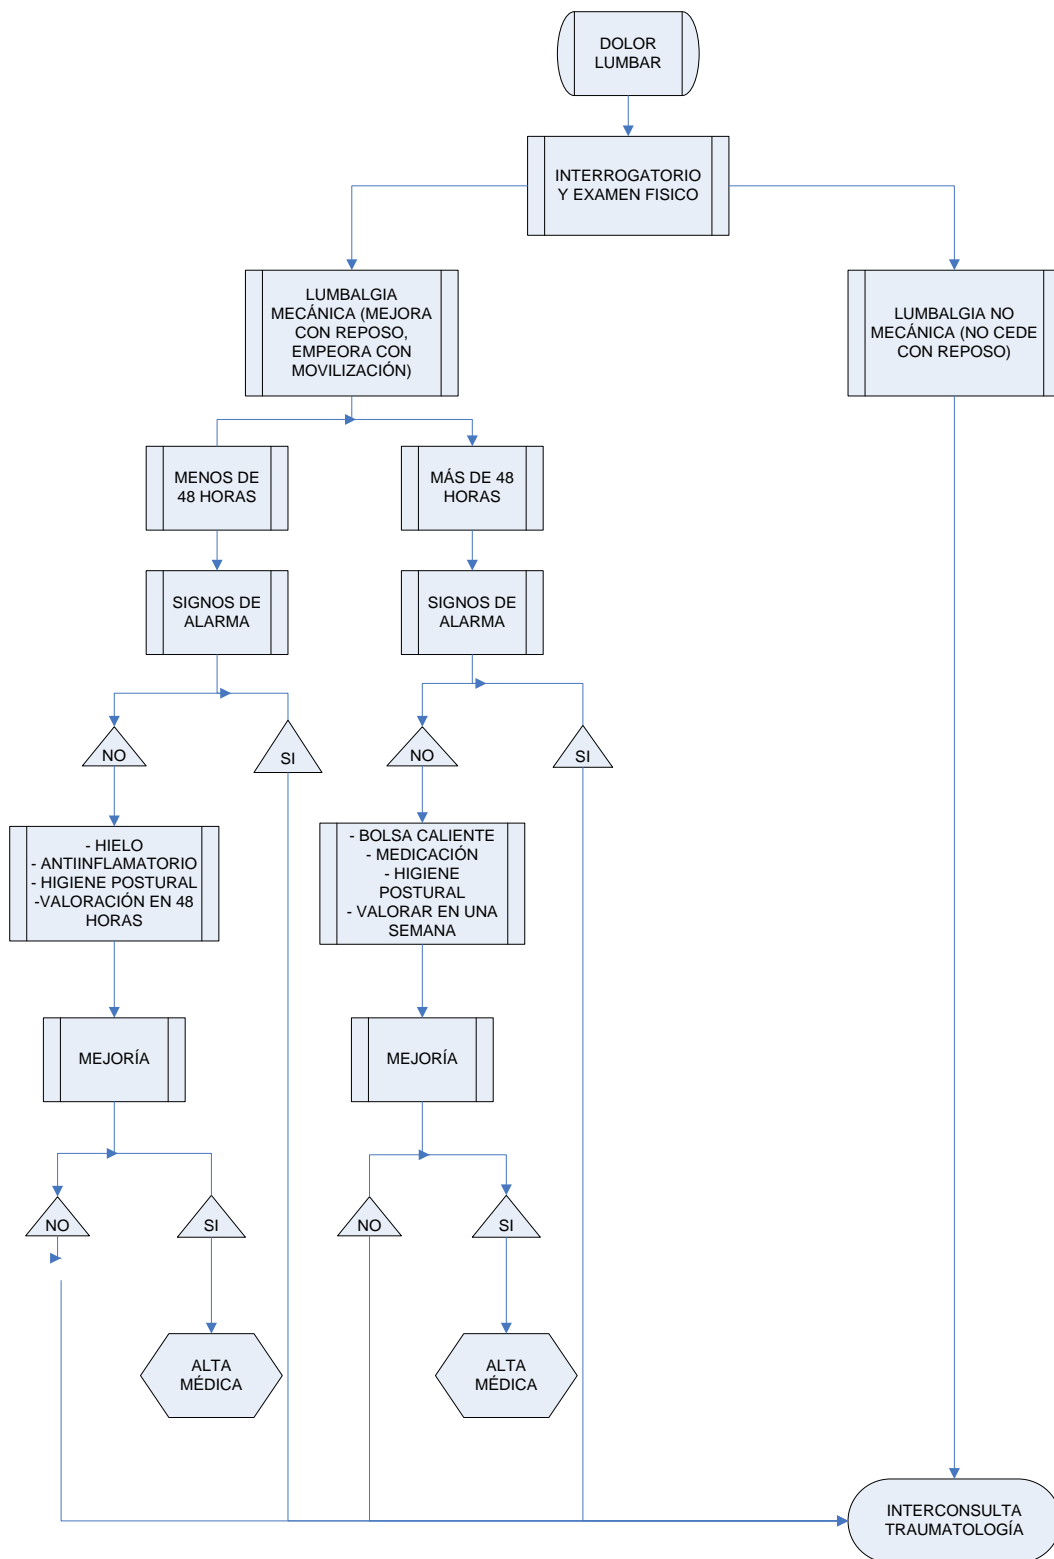 DOLOR
LUMBAR
INTERROGATORIO
Y EXAMEN FISICO
LUMBALGIA
MECÁNICA (MEJORA
CON REPOSO,
EMPEORA CON
MOVILIZACIÓN)
LUMBALGIA NO
MECÁNICA (NO CEDE
CON REPOSO)
MENOS DE
48 HORAS
MÁS DE 48
HORAS
SIGNOS DE
ALARMA
SIGNOS DE
ALARMA
NO
SI
NO
SI
- HIELO
- ANTIINFLAMATORIO
- HIGIENE POSTURAL
-VALORACIÓN EN 48
HORAS
- BOLSA CALIENTE
- MEDICACIÓN
- HIGIENE
POSTURAL
- VALORAR EN UNA
SEMANA
MEJORÍA
MEJORÍA
NO
SI
NO
SI
ALTA
MÉDICA
ALTA
MÉDICA
INTERCONSULTA
TRAUMATOLOGÍA